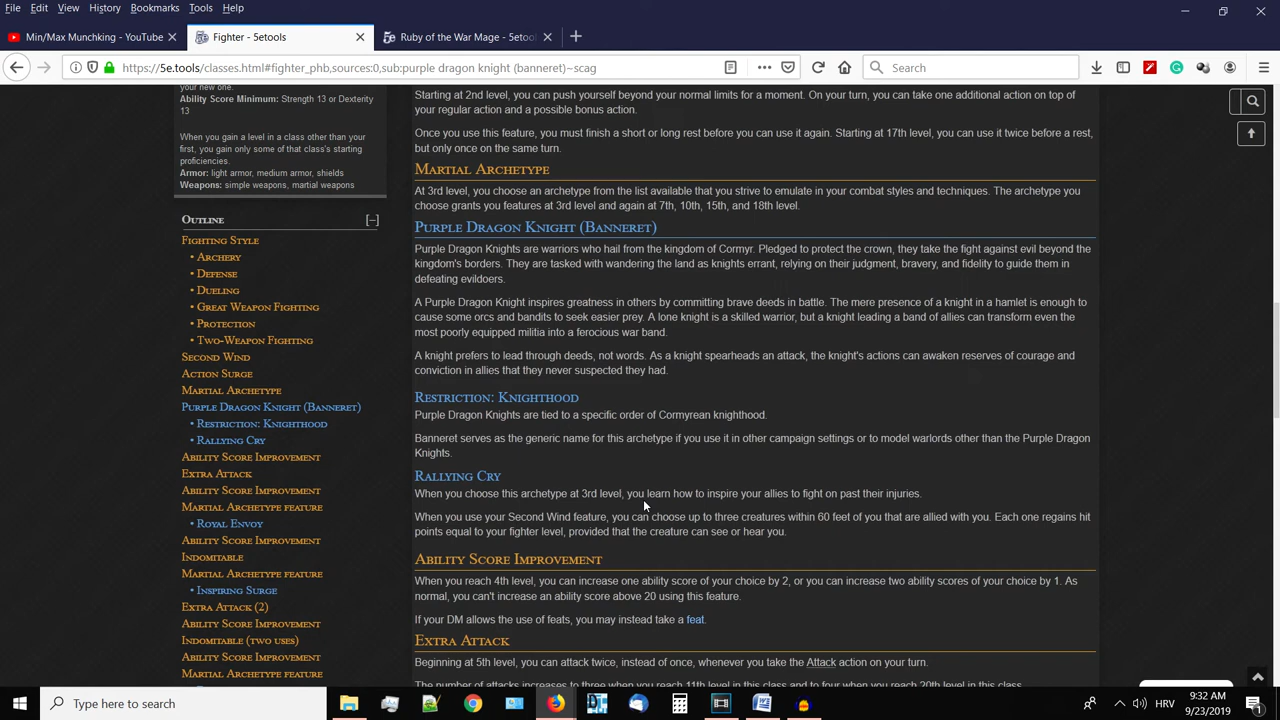 File Edit View History Bookmarks Tools Help
Min/Max Munchking - YouTube
Fighter - 5etools
Ruby of the War Mage - 5etool
https://5e.tools/classes.html#fighter_phb,sources:0,sub:purple dragon knight (banneret)~scag
Search
your new one.
Ability Score Minimum: Strength 13 or Dexterity
13
When you gain a level in a class other than your
first, you gain only some of that class's starting
proficiencies.
Armor: light armor, medium armor, shields
Weapons: simple weapons, martial weapons
Outline [–]
Fighting Style
• Archery
• Defense
• Dueling
• Great Weapon Fighting
• Protection
• Two-Weapon Fighting
Second Wind
Action Surge
Martial Archetype
Purple Dragon Knight (Banneret)
• Restriction: Knighthood
• Rallying Cry
Ability Score Improvement
Extra Attack
Ability Score Improvement
Martial Archetype feature
• Royal Envoy
Ability Score Improvement
Indomitable
Martial Archetype feature
• Inspiring Surge
Extra Attack (2)
Ability Score Improvement
Indomitable (two uses)
Ability Score Improvement
Martial Archetype feature
Starting at 2nd level, you can push yourself beyond your normal limits for a moment. On your turn, you can take one additional action on top of
your regular action and a possible bonus action.
Once you use this feature, you must finish a short or long rest before you can use it again. Starting at 17th level, you can use it twice before a rest,
but only once on the same turn.
Martial Archetype
At 3rd level, you choose an archetype from the list available that you strive to emulate in your combat styles and techniques. The archetype you
choose grants you features at 3rd level and again at 7th, 10th, 15th, and 18th level.
Purple Dragon Knight (Banneret)
Purple Dragon Knights are warriors who hail from the kingdom of Cormyr. Pledged to protect the crown, they take the fight against evil beyond the
kingdom's borders. They are tasked with wandering the land as knights errant, relying on their judgment, bravery, and fidelity to guide them in
defeating evildoers.
A Purple Dragon Knight inspires greatness in others by committing brave deeds in battle. The mere presence of a knight in a hamlet is enough to
cause some orcs and bandits to seek easier prey. A lone knight is a skilled warrior, but a knight leading a band of allies can transform even the
most poorly equipped militia into a ferocious war band.
A knight prefers to lead through deeds, not words. As a knight spearheads an attack, the knight's actions can awaken reserves of courage and
conviction in allies that they never suspected they had.
Restriction: Knighthood
Purple Dragon Knights are tied to a specific order of Cormyrean knighthood.
Banneret serves as the generic name for this archetype if you use it in other campaign settings or to model warlords other than the Purple Dragon
Knights.
Rallying Cry
When you choose this archetype at 3rd level, you learn how to inspire your allies to fight on past their injuries.
When you use your Second Wind feature, you can choose up to three creatures within 60 feet of you that are allied with you. Each one regains hit
points equal to your fighter level, provided that the creature can see or hear you.
Ability Score Improvement
When you reach 4th level, you can increase one ability score of your choice by 2, or you can increase two ability scores of your choice by 1. As
normal, you can't increase an ability score above 20 using this feature.
If your DM allows the use of feats, you may instead take a feat.
Extra Attack
Beginning at 5th level, you can attack twice, instead of once, whenever you take the Attack action on your turn.
The number of attacks increases to three when you reach 11th level in this class and to four when you reach 20th level in this class.
Type here to search
HRV
9:32 AM
9/23/2019
1